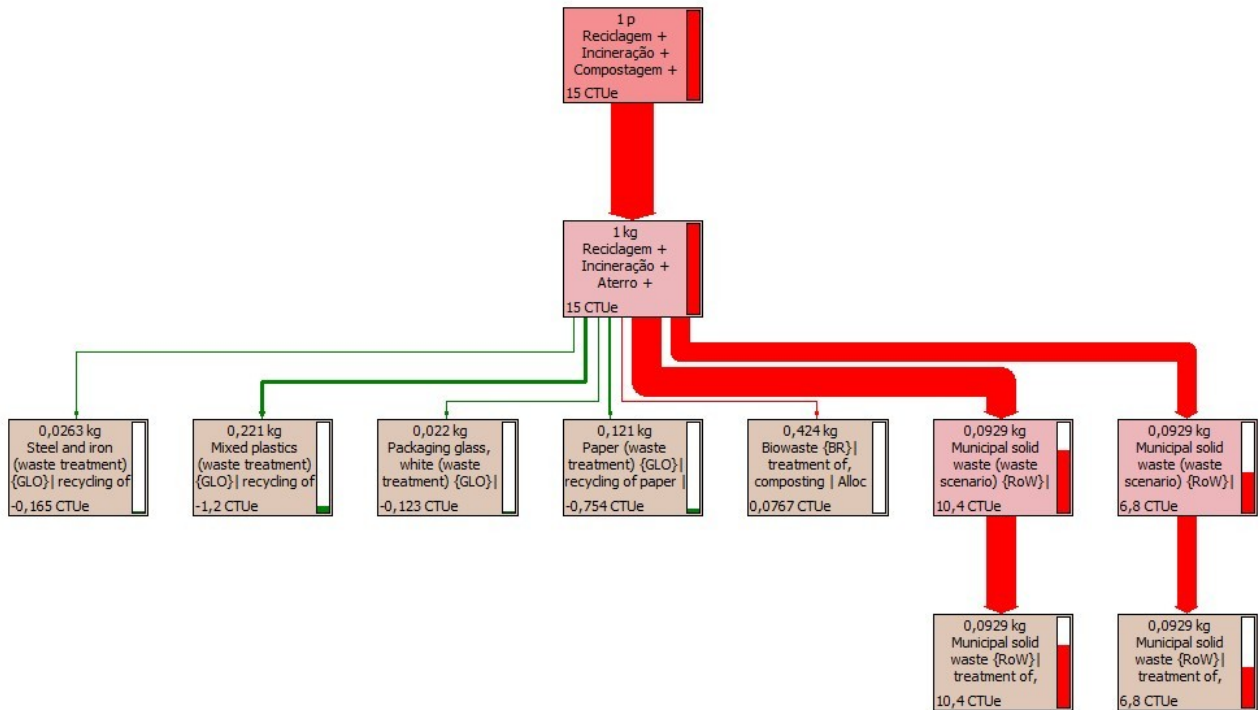 1 p
Reciclagem +
Incineração +
Compostagem +
15 CTUe
1 kg
Reciclagem +
Incineração +
Aterro +
15 CTUe
0,0263 kg
Steel and iron
(waste treatment)
{GLO}| recycling of
-0,165 CTUe
0,221 kg
Mixed plastics
(waste treatment)
{GLO}| recycling of
-1,2 CTUe
0,022 kg
Packaging glass,
white (waste
treatment) {GLO}|
-0,123 CTUe
0,121 kg
Paper (waste
treatment) {GLO}|
recycling of paper |
-0,754 CTUe
0,424 kg
Biowaste {BR}|
treatment of,
composting | Alloc
0,0767 CTUe
0,0929 kg
Municipal solid
waste (waste
scenario) {RoW}|
10,4 CTUe
0,0929 kg
Municipal solid
waste (waste
scenario) {RoW}|
6,8 CTUe
0,0929 kg
Municipal solid
waste {RoW}|
treatment of,
10,4 CTUe
0,0929 kg
Municipal solid
waste {RoW}|
treatment of,
6,8 CTUe